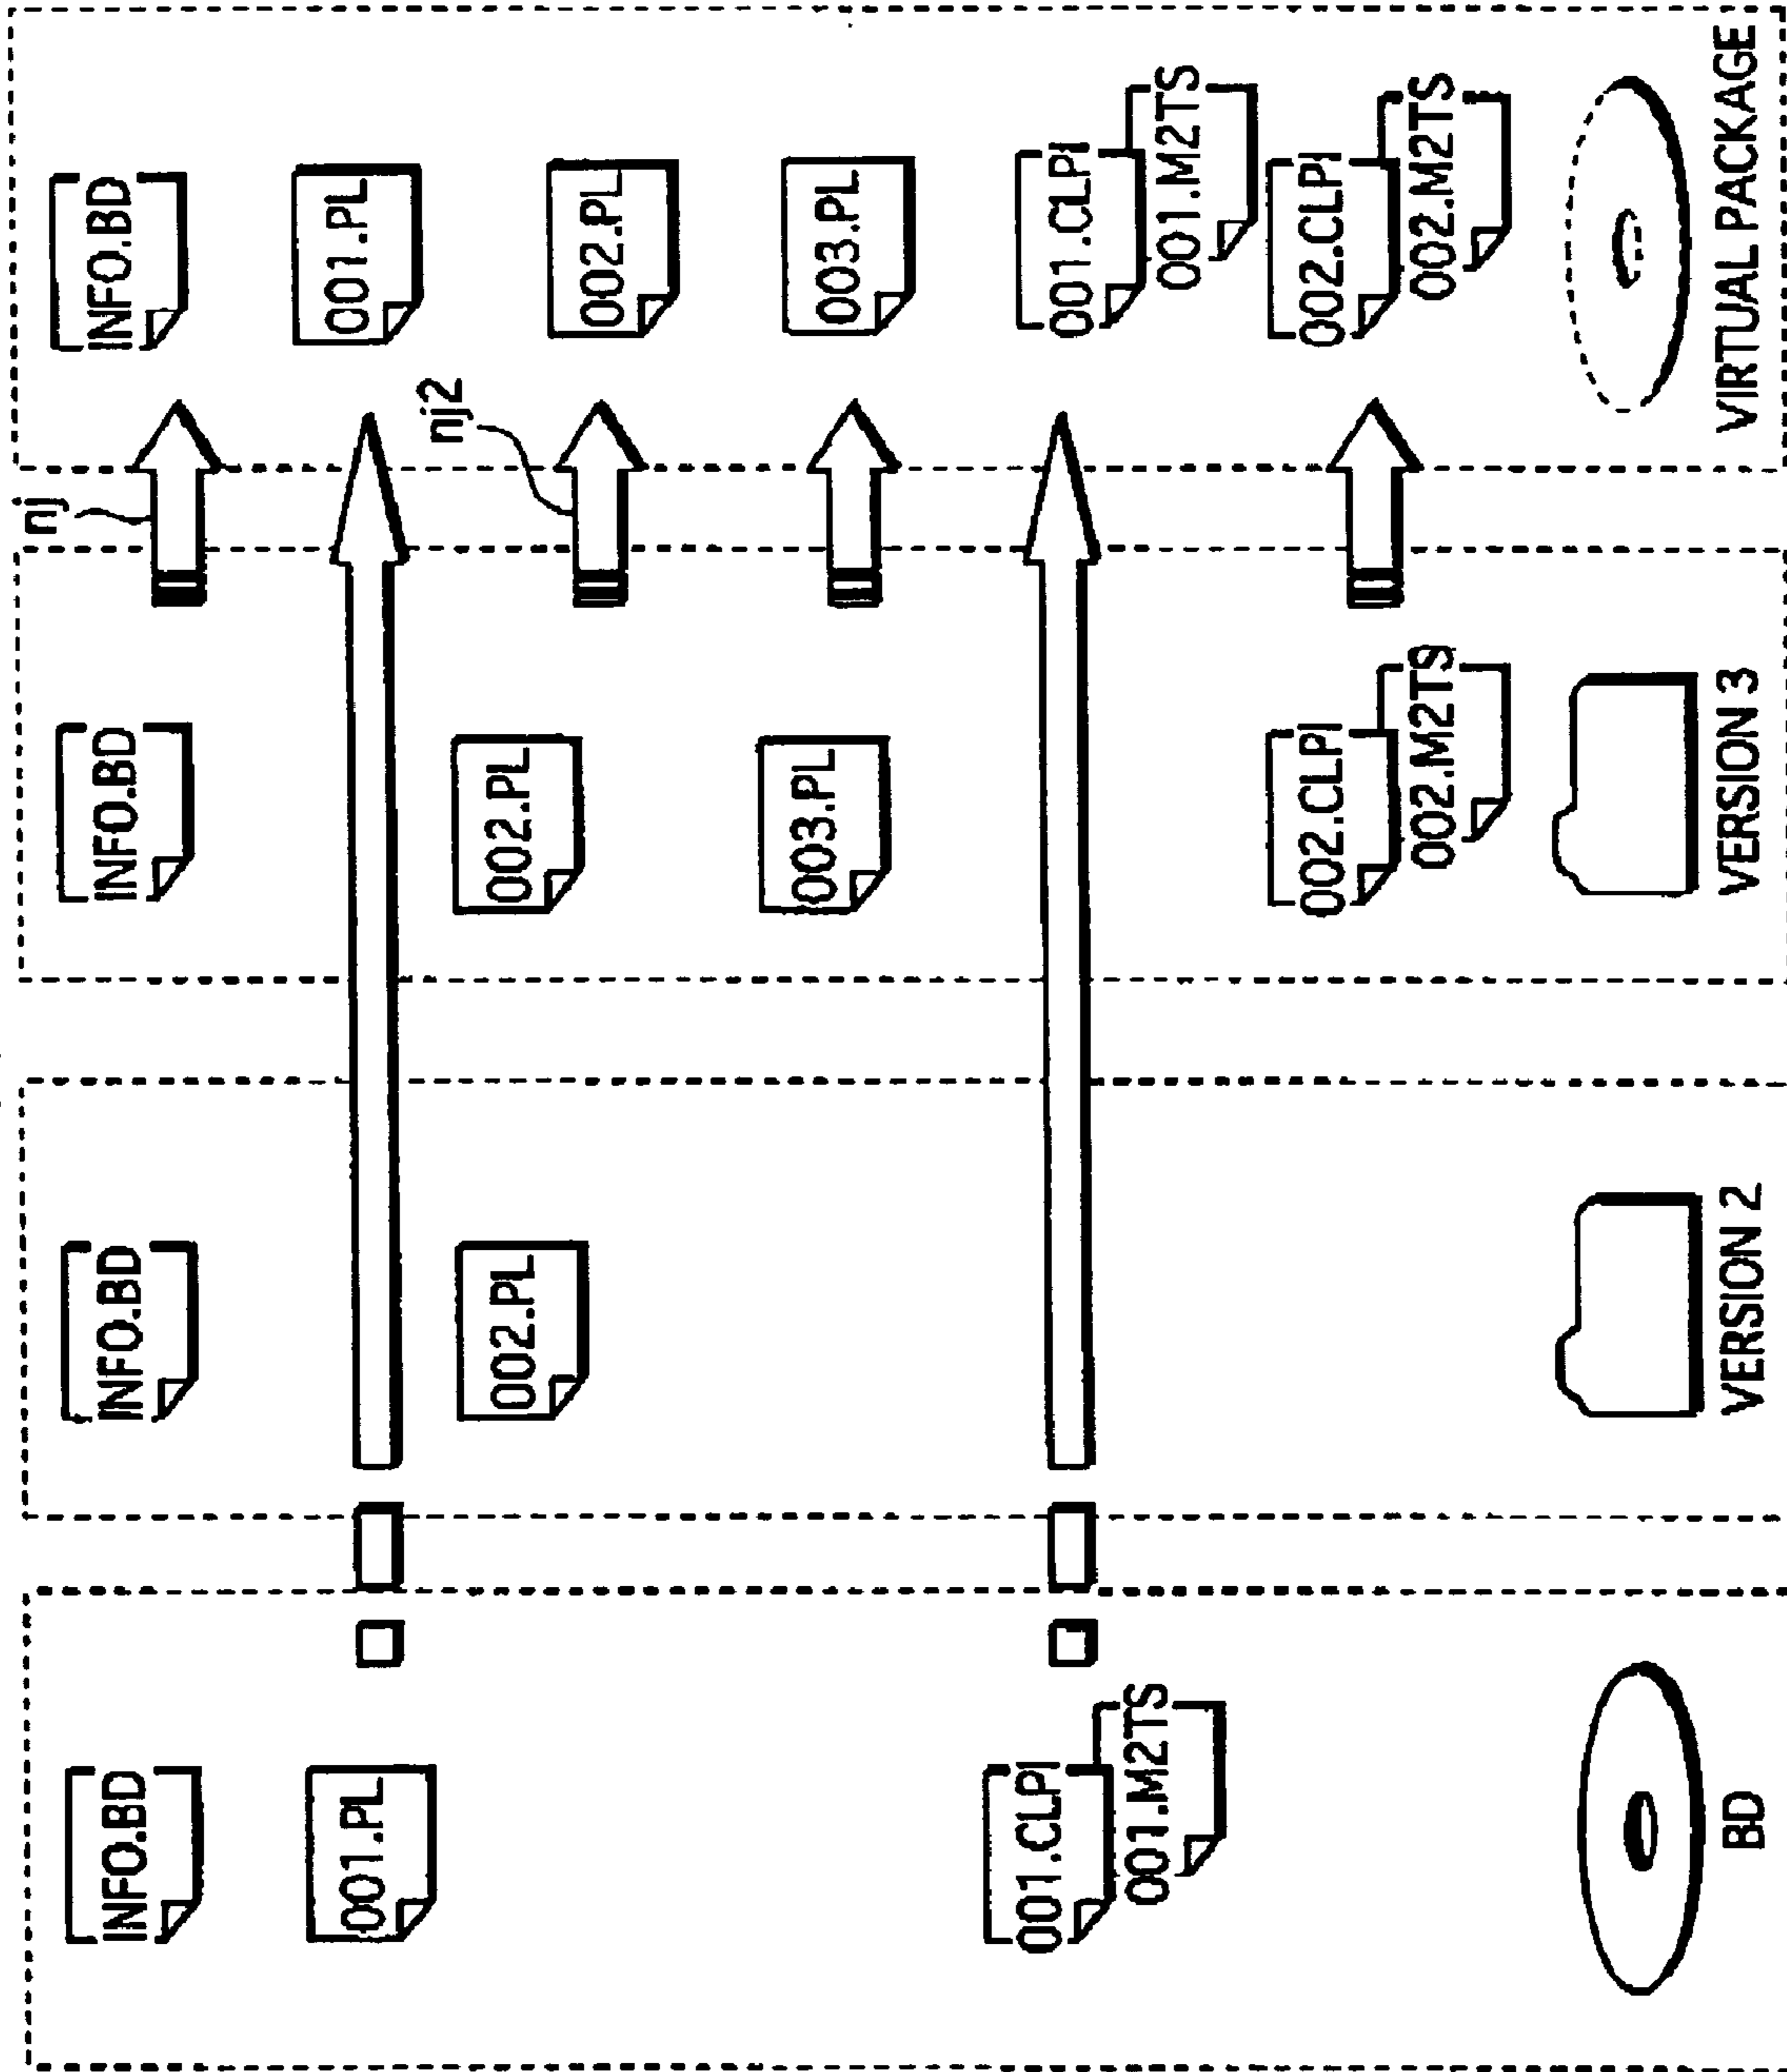 INFO.BD
001.PL
001.CLPI
001.M2TS
BD
INFO.BD
002.PL
VERSION 2
INFO.BD
002.PL
003.PL
002.CLPI
002.M2TS
VERSION 3
nj
nj2
INFO.BD
001.PL
002.PL
003.PL
001.CLPI
001.M2TS
002.CLPI
002.M2TS
VIRTUAL PACKAGE